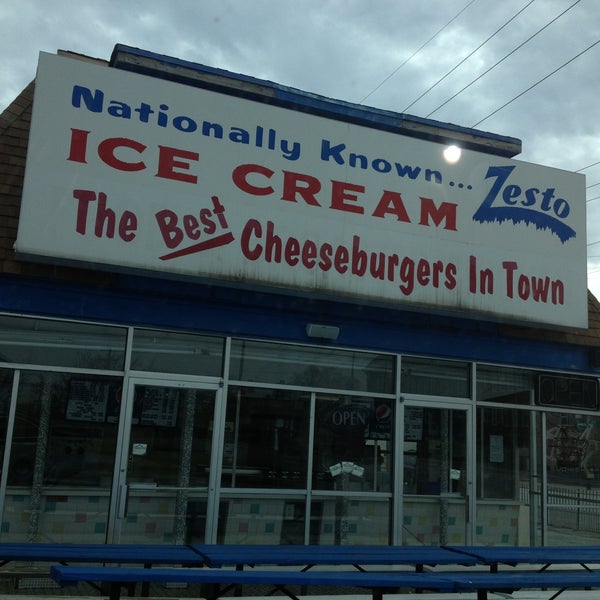 Nationally Known...
ICE CREAM Zesto
The Best Cheeseburgers In Town
OPEN